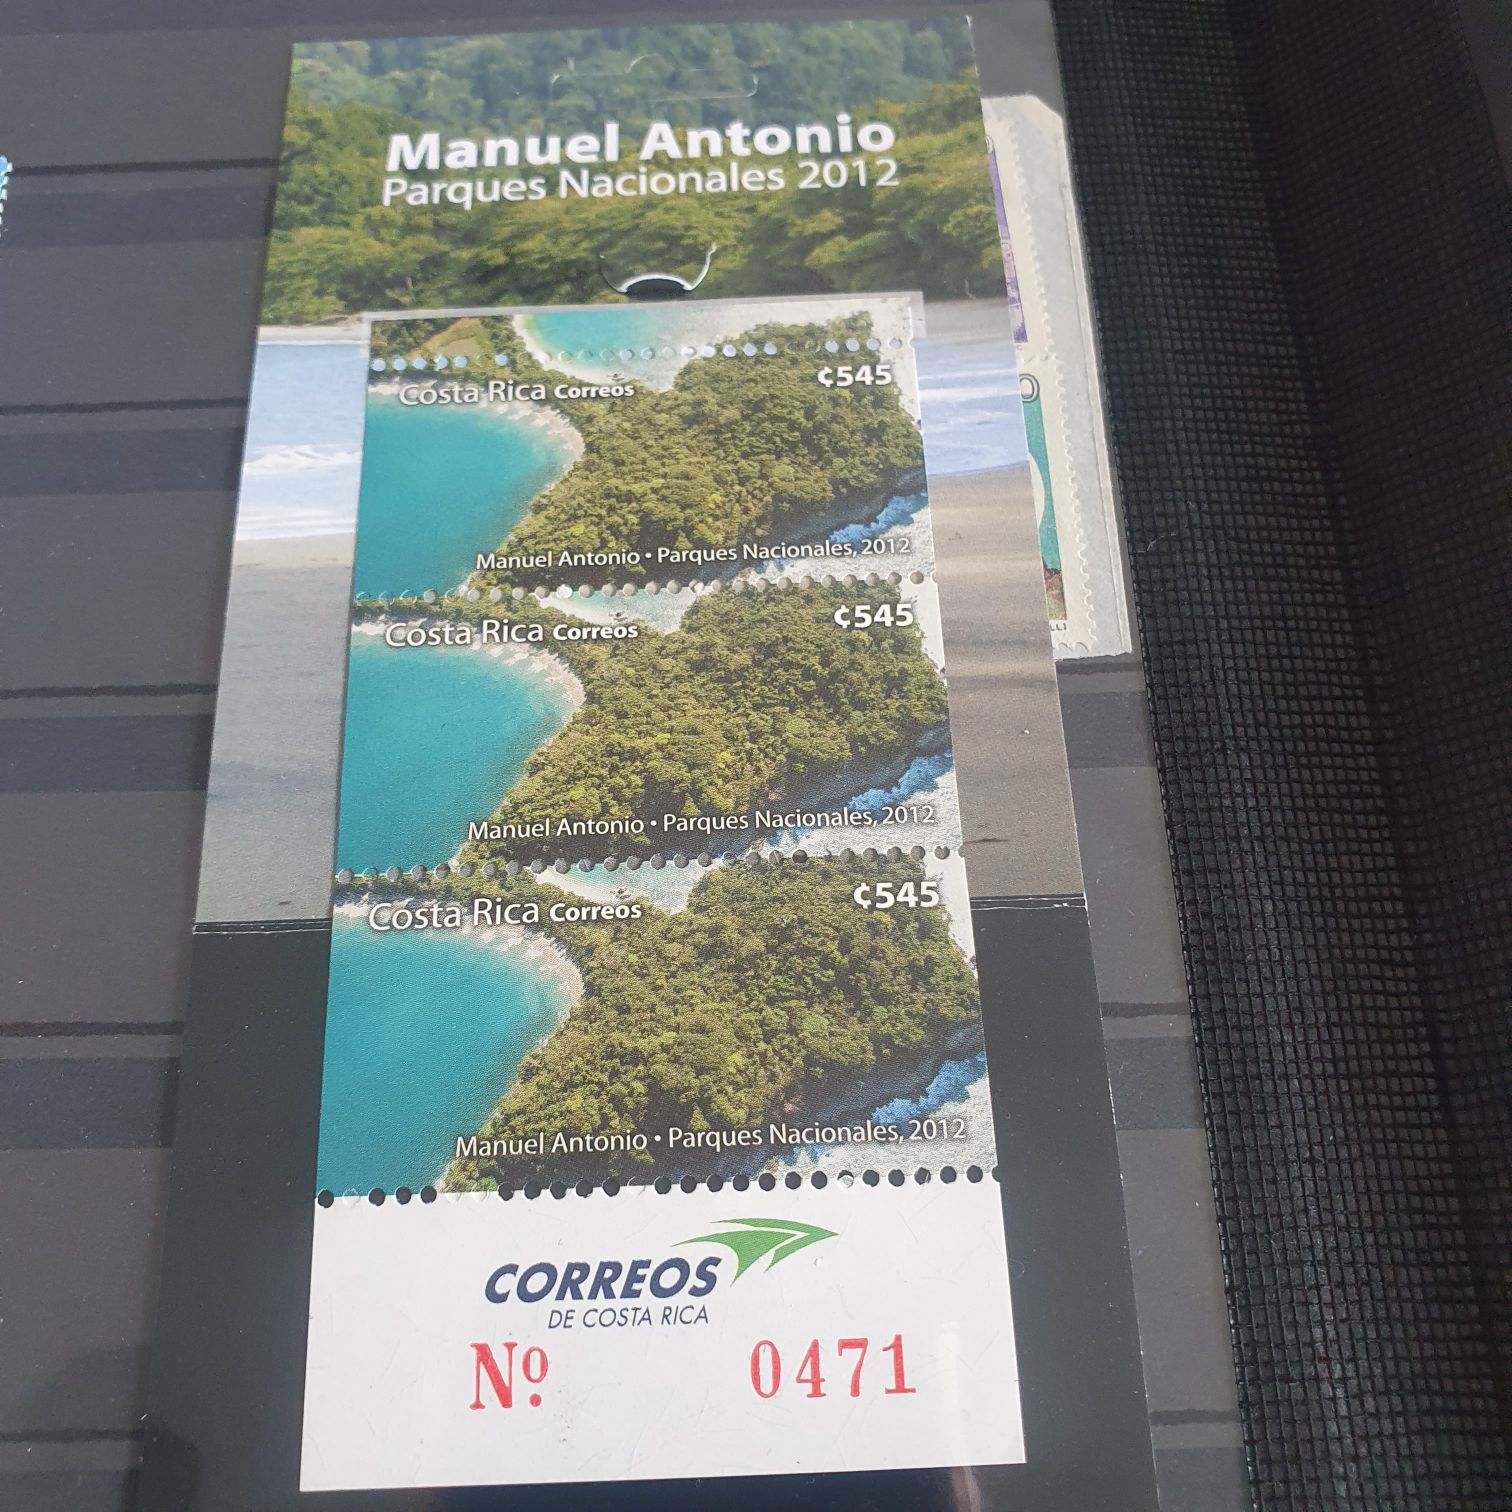 Manuel Antonio
Parques Nacionales 2012
Costa Rica Correos ¢545
Manuel Antonio • Parques Nacionales, 2012
Costa Rica Correos ¢545
Manuel Antonio • Parques Nacionales, 2012
Costa Rica Correos ¢545
Manuel Antonio • Parques Nacionales, 2012
CORREOS
DE COSTA RICA
Nº. 0471